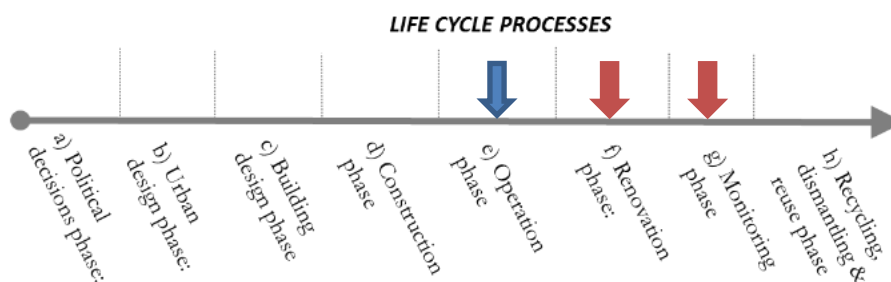 LIFE CYCLE PROCESSES
a) Political
decisions phase:
b) Urban
design phase:
c) Building
design phase
d) Construction
phase
e) Operation
phase
f) Renovation
phase:
g) Monitoring
phase
h) Recycling,
dismantling &
reuse phase